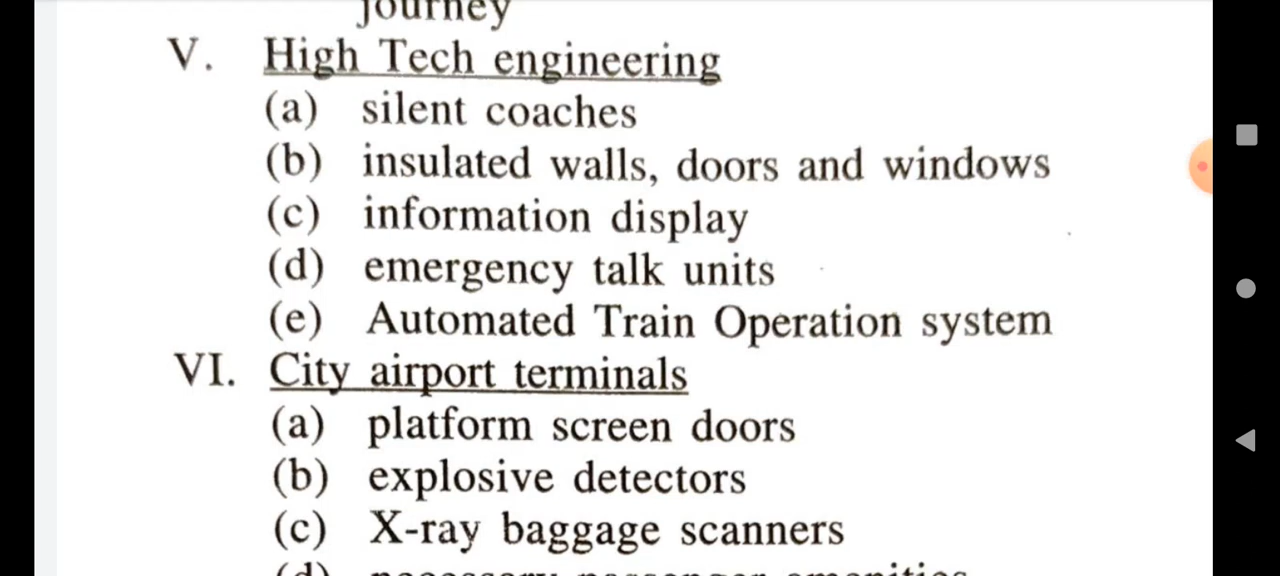 journey
V. High Tech engineering
(a) silent coaches
(b) insulated walls, doors and windows
(c) information display
(d) emergency talk units
(e) Automated Train Operation system
VI. City airport terminals
(a) platform screen doors
(b) explosive detectors
(c) X-ray baggage scanners